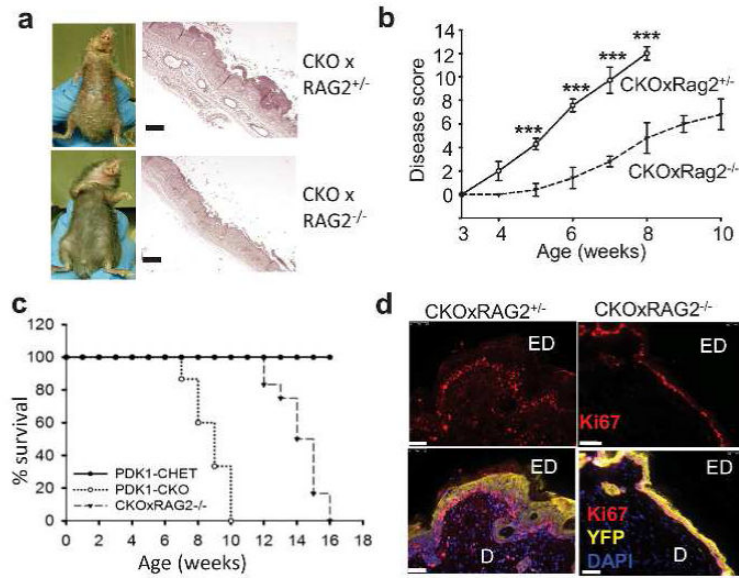 a
CKO x
RAG2+/-
CKO x
RAG2-/-
b
Disease score
14
12
10
8
6
4
2
0
***
***
***
***
***
CKOxRag2+/-
CKOxRag2-/-
3
4
6
8
10
Age (weeks)
c
% survival
120
100
80
60
40
20
0
PDK1-CHET
PDK1-CKO
CKOxRAG2-/-
0
2
4
6
8
10
12
14
16
18
Age (weeks)
d
CKOxRAG2+/-
CKOxRAG2-/-
ED
ED
Ki67
ED
D
ED
Ki67
YFP
DAPI
D